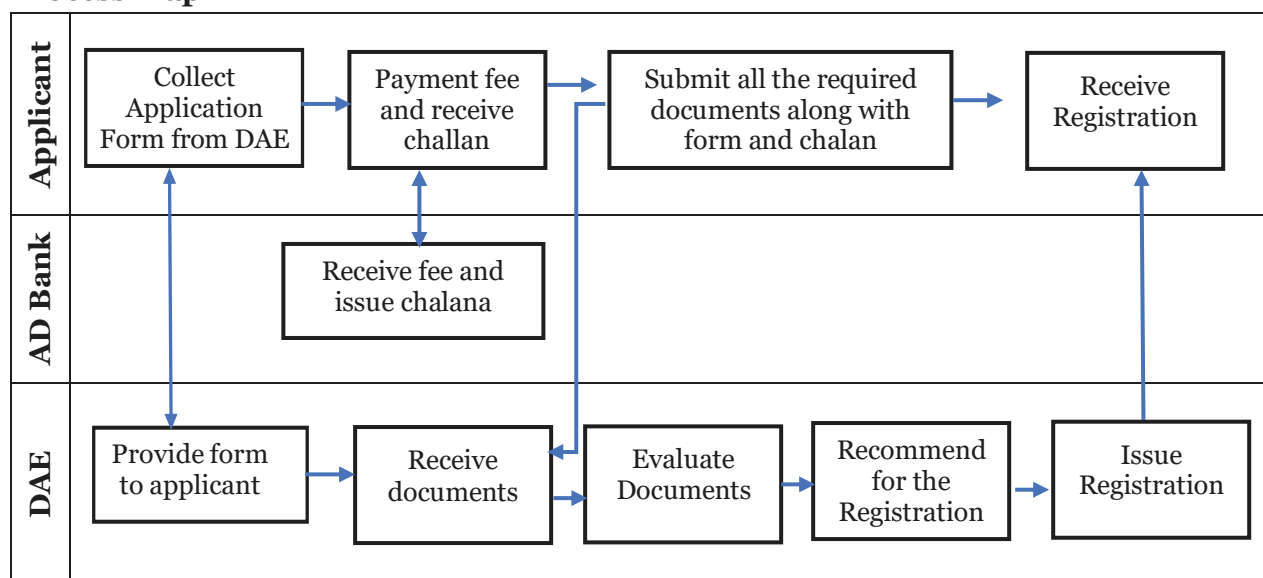 Applicant
Collect
Application
Form from DAE
Payment fee
and receive
challan
Submit all the required
documents along with
form and chalan
Receive
Registration
AD Bank
Receive fee and
issue chalana
DAE
Provide form
to applicant
Receive
documents
Evaluate
Documents
Recommend
for the
Registration
Issue
Registration